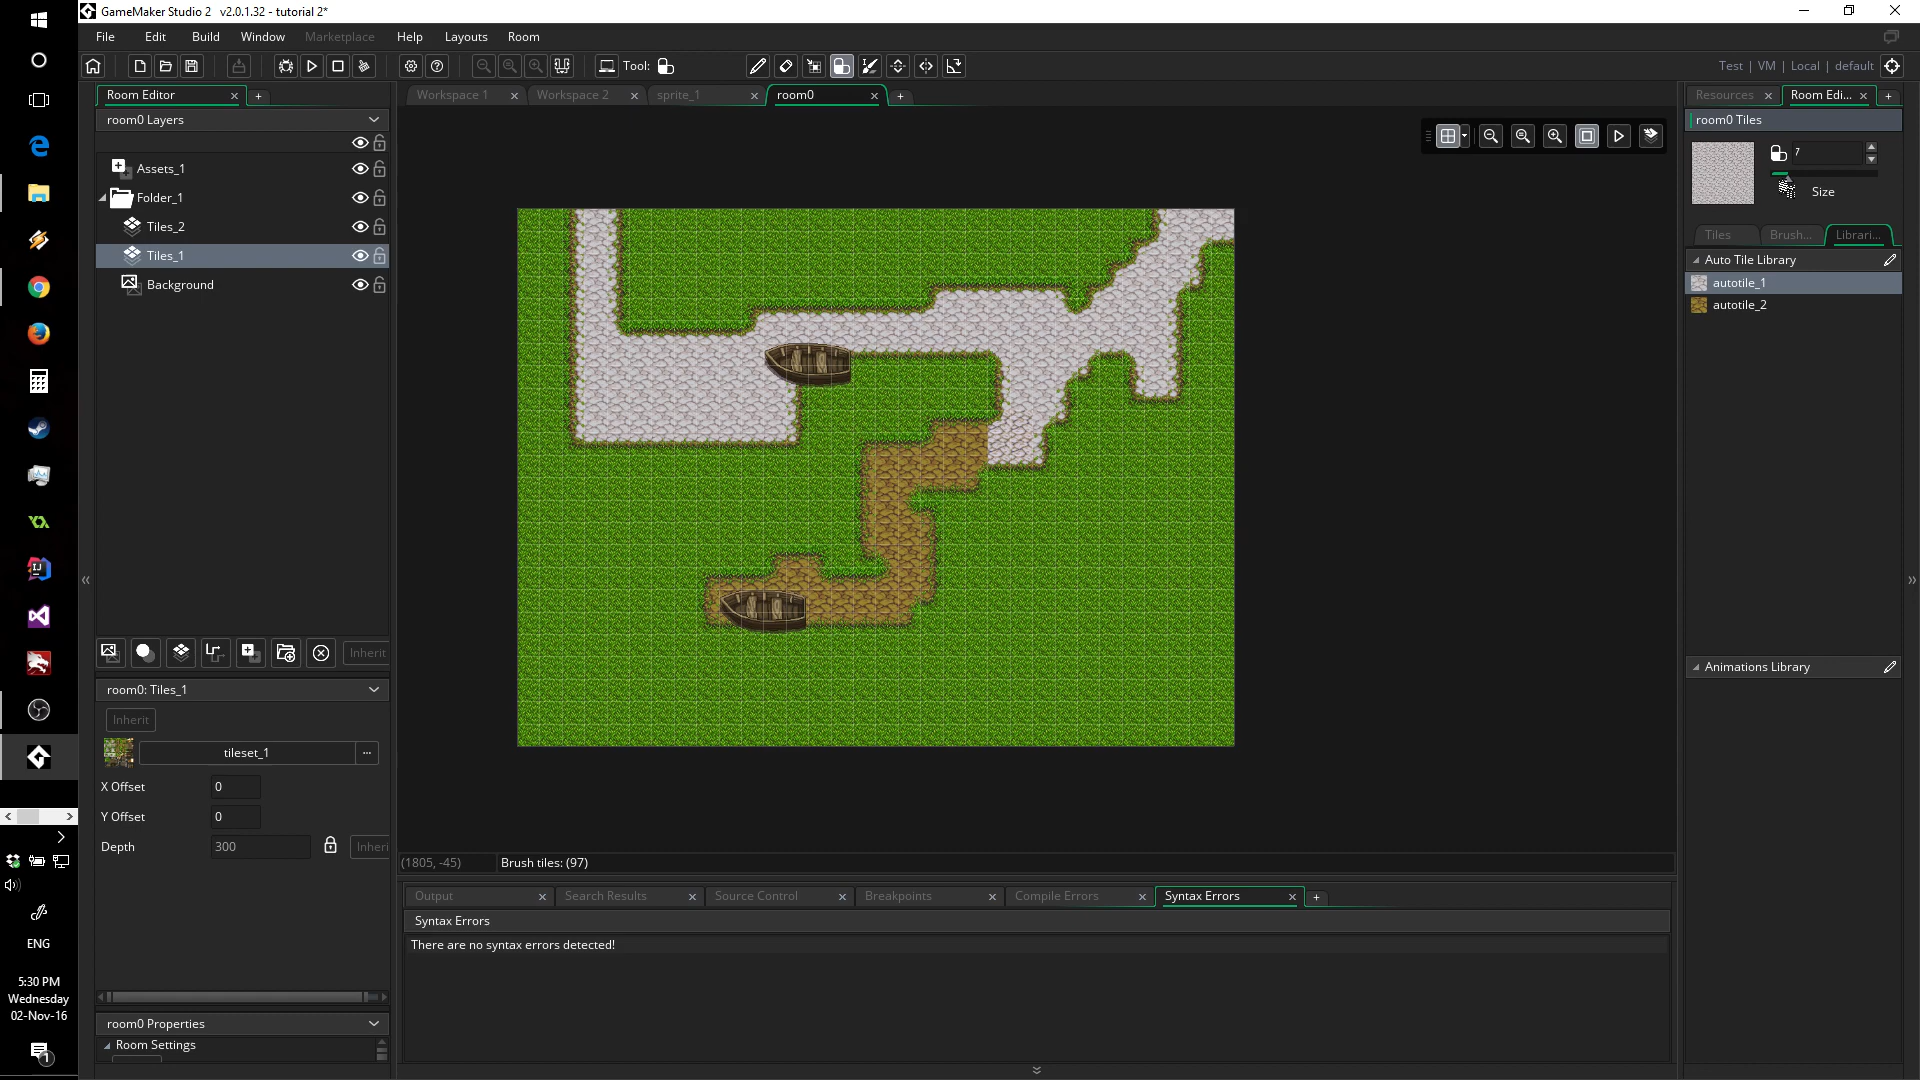 GameMaker Studio 2 v2.0.1.32 - tutorial 2*
File Edit Build Window Marketplace Help Layouts Room
Tool:
Test | VM | Local | default
Room Editor
Workspace 1 Workspace 2 sprite_1 room0
Resources Room Edi...
room0 Layers
room0 Tiles
Assets_1
Folder_1
Tiles_2
Tiles_1
Background
7
Size
Tiles Brush... Librari...
Auto Tile Library
autotile_1
autotile_2
Animations Library
Inherit
room0: Tiles_1
Inherit
tileset_1 ...
X Offset 0
Y Offset 0
Depth 300 Inheri
(1805, -45) Brush tiles: (97)
Output Search Results Source Control Breakpoints Compile Errors Syntax Errors
Syntax Errors
There are no syntax errors detected!
room0 Properties
Room Settings
ENG
5:30 PM
Wednesday
02-Nov-16
1